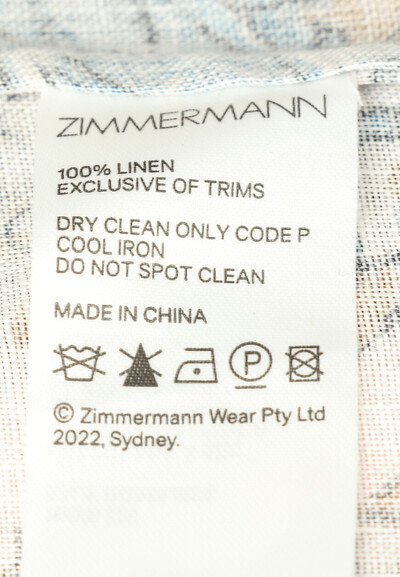 ZIMMERMANN
100% LINEN
EXCLUSIVE OF TRIMS
DRY CLEAN ONLY CODE P
COOL IRON
DO NOT SPOT CLEAN
MADE IN CHINA
P
© Zimmermann Wear Pty Ltd
2022, Sydney.